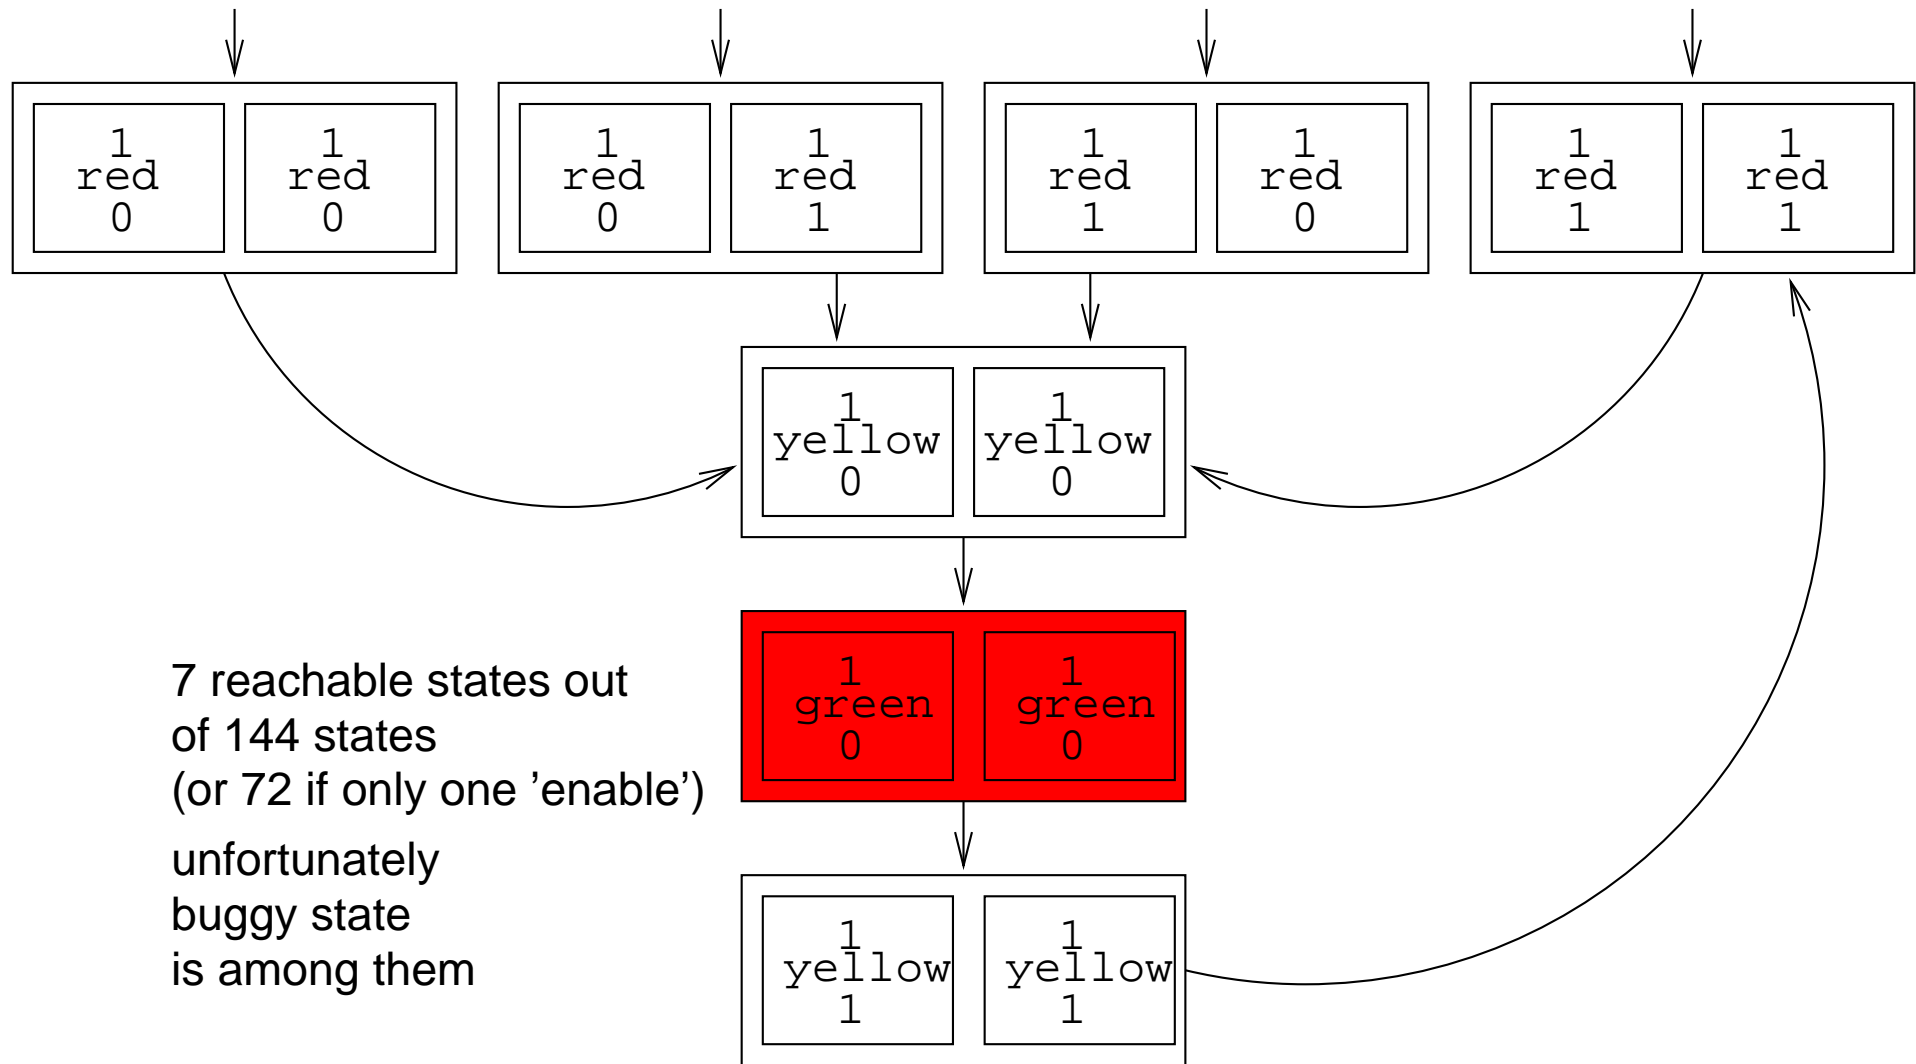 1 1 1 1 1 1 1 1
red red red red red red red red
0 0 0 1 1 0 1 1
1 1
yellow yellow
0 0
1 1
green green
0 0
7 reachable states out
of 144 states
(or 72 if only one ’enable’)
unfortunately
buggy state
is among them
1 1
yellow yellow
1 1